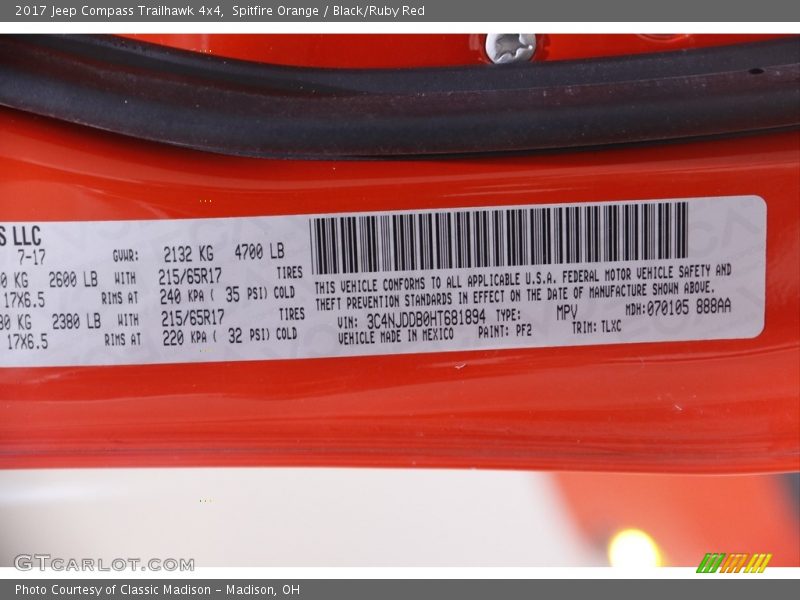 2017 Jeep Compass Trailhawk 4x4, Spitfire Orange / Black/Ruby Red
S LLC
7-17 GVWR: 2132 KG 4700 LB
0 KG 2600 LB WITH 215/65R17 TIRES
17X6.5 RIMS AT 240 KPA ( 35 PSI) COLD
80 KG 2380 LB WITH 215/65R17 TIRES
17X6.5 RIMS AT 220 KPA ( 32 PSI) COLD
THIS VEHICLE CONFORMS TO ALL APPLICABLE U.S.A. FEDERAL MOTOR VEHICLE SAFETY AND
THEFT PREVENTION STANDARDS IN EFFECT ON THE DATE OF MANUFACTURE SHOWN ABOVE.
VIN: 3C4NJDDB0HT681894 TYPE: MPV MDH:070105 888AA
VEHICLE MADE IN MEXICO PAINT: PF2 TRIM: TLXC
GTCARLOT.COM
Photo Courtesy of Classic Madison - Madison, OH